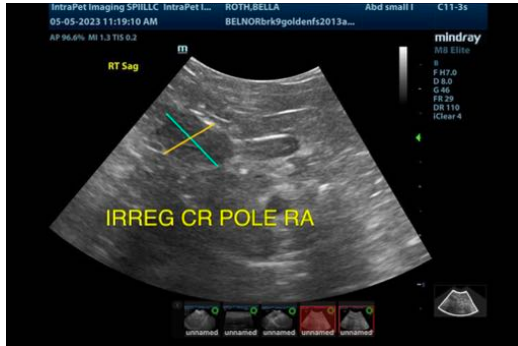 IntraPet Imaging SPIILLC IntraPet I... ROTH,BELLA Abd small I C11-3s
05-05-2023 11:19:10 AM BELNORbrk9goldenfs2013a...
AP 96.6% MI 1.3 TIS 0.2
m
mindray
M8 Elite
RT Sag
B
F H7.0
D 8.0
G 46
FR 29
DR 110
iClear 4
IRREG CR POLE RA
unnamed unnamed unnamed unnamed unnamed